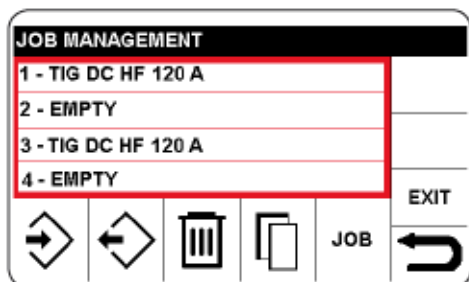 JOB MANAGEMENT
1 - TIG DC HF 120 A
2 - EMPTY
3 - TIG DC HF 120 A
4 - EMPTY
EXIT
JOB